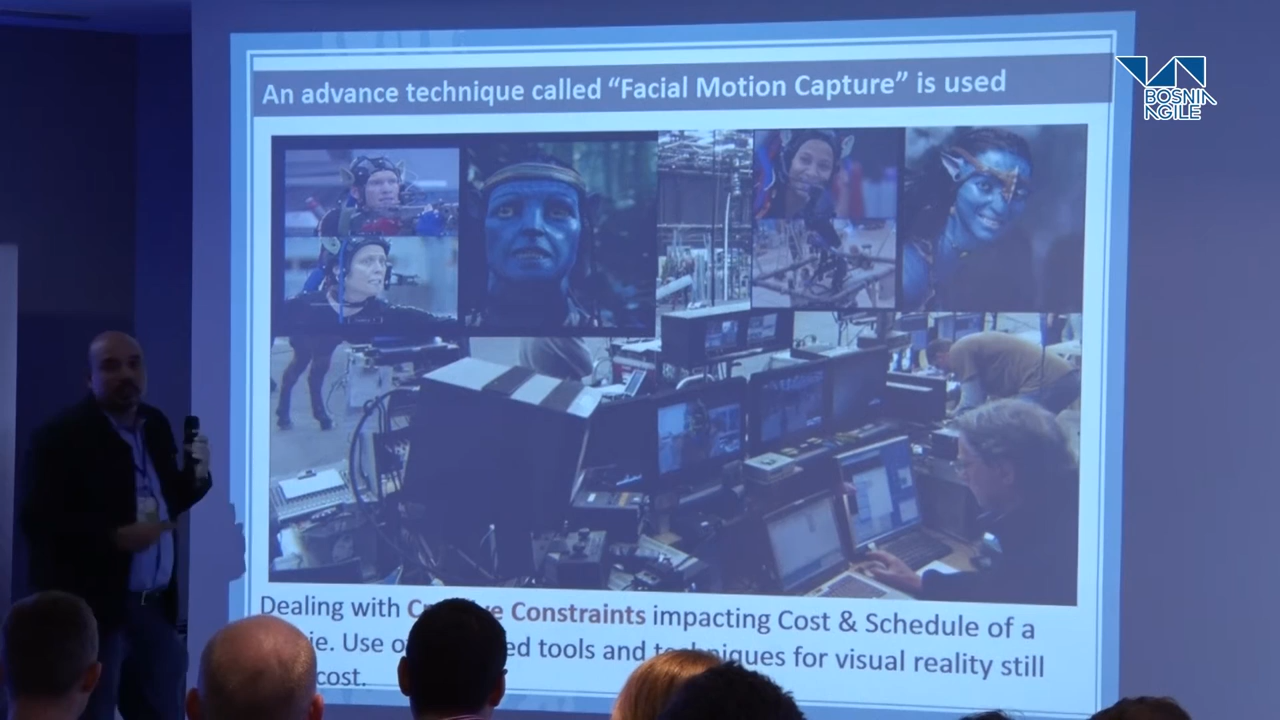 An advance technique called “Facial Motion Capture” is used
BOSNIA
AGILE
Dealing with Constraints impacting Cost & Schedule of a
Use tools and techniques for visual reality still
cost.